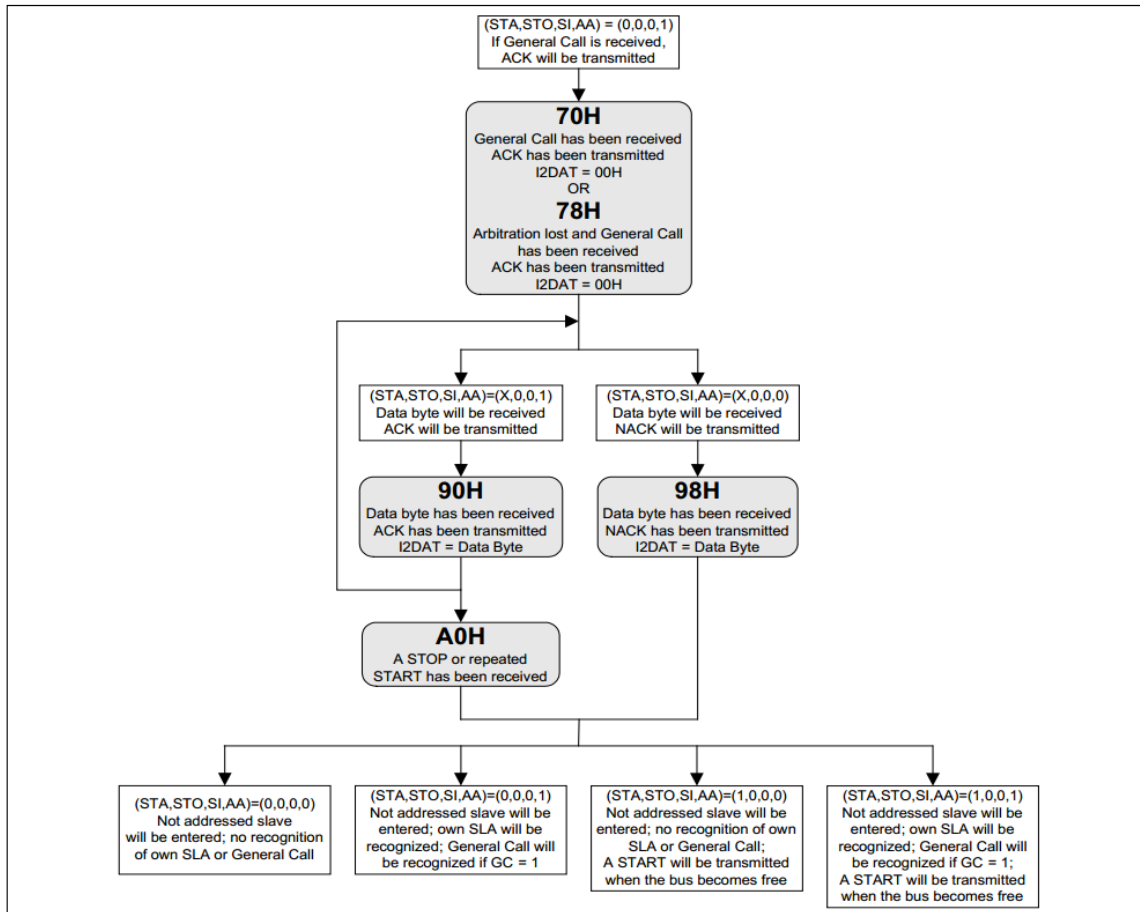 (STA,STO,SI,AA) = (0,0,0,1)
If General Call is received,
ACK will be transmitted
70H
General Call has been received
ACK has been transmitted
I2DAT = 00H
OR
78H
Arbitration lost and General Call
has been received
ACK has been transmitted
I2DAT = 00H
(STA,STO,SI,AA)=(X,0,0,1)
Data byte will be received
ACK will be transmitted
(STA,STO,SI,AA)=(X,0,0,0)
Data byte will be received
NACK will be transmitted
90H
Data byte has been received
ACK has been transmitted
I2DAT = Data Byte
98H
Data byte has been received
NACK has been transmitted
I2DAT = Data Byte
A0H
A STOP or repeated
START has been received
(STA,STO,SI,AA)=(0,0,0,0)
Not addressed slave
will be entered; no recognition
of own SLA or General Call
(STA,STO,SI,AA)=(0,0,0,1)
Not addressed slave will be
entered; own SLA will be
recognized; General Call will
be recognized if GC = 1
(STA,STO,SI,AA)=(1,0,0,0)
Not addressed slave will be
entered; no recognition of own
SLA or General Call;
A START will be transmitted
when the bus becomes free
(STA,STO,SI,AA)=(1,0,0,1)
Not addressed slave will be
entered; own SLA will be
recognized; General Call will
be recognized if GC = 1;
A START will be transmitted
when the bus becomes free